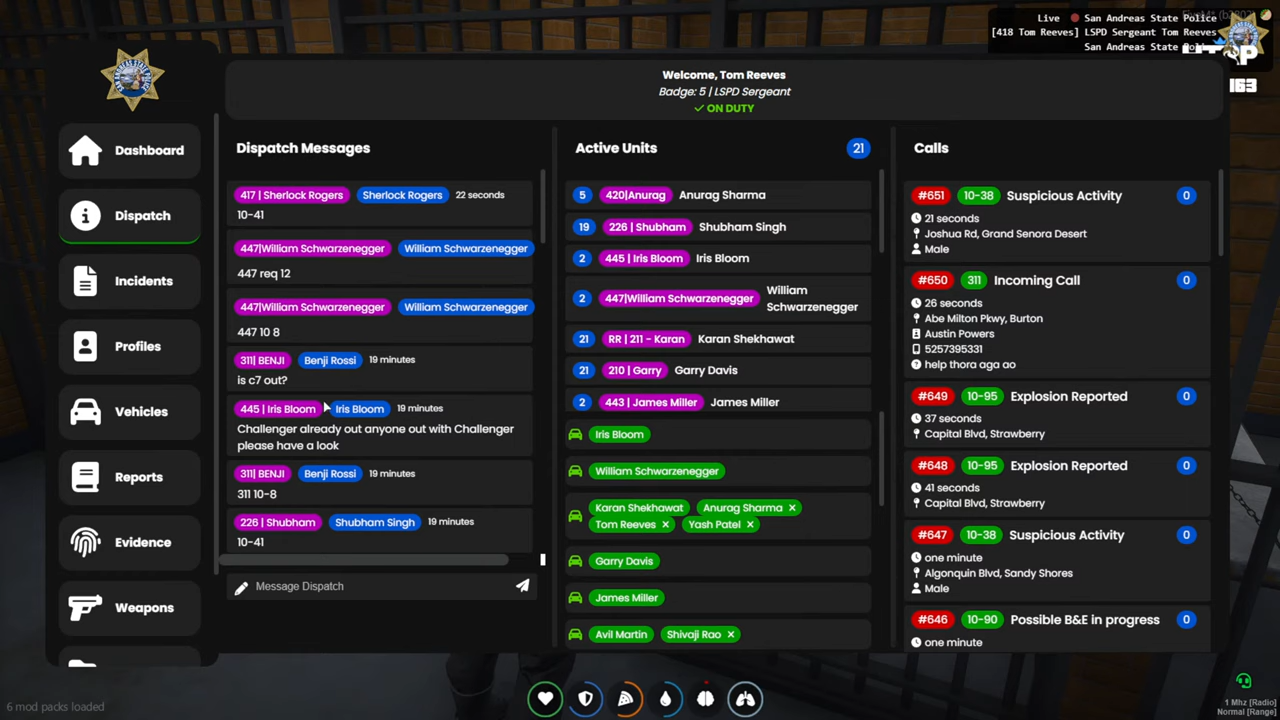 Live San Andreas State Police
[418 Tom Reeves] LSPD Sergeant Tom Reeves
San Andreas State
163
Welcome, Tom Reeves
Badge: 5 | LSPD Sergeant
ON DUTY
Dashboard
Dispatch
Incidents
Profiles
Vehicles
Reports
Evidence
Weapons
Dispatch Messages
417 | Sherlock Rogers Sherlock Rogers 22 seconds
10-41
447|William Schwarzenegger William Schwarzenegger
447 req 12
447|William Schwarzenegger William Schwarzenegger
447 10 8
311| BENJI Benji Rossi 19 minutes
is c7 out?
445 | Iris Bloom Iris Bloom 19 minutes
Challenger already out anyone out with Challenger
please have a look
311| BENJI Benji Rossi 19 minutes
311 10-8
226 | Shubham Shubham Singh 19 minutes
10-41
Message Dispatch
Active Units 21
5 420|Anurag Anurag Sharma
19 226 | Shubham Shubham Singh
2 445 | Iris Bloom Iris Bloom
2 447|William Schwarzenegger William
Schwarzenegger
21 RR | 211 - Karan Karan Shekhawat
21 210 | Garry Garry Davis
2 443 | James Miller James Miller
Iris Bloom
William Schwarzenegger
Karan Shekhawat Anurag Sharma ×
Tom Reeves × Yash Patel ×
Garry Davis
James Miller
Avil Martin Shivaji Rao ×
Calls
#651 10-38 Suspicious Activity 0
21 seconds
Joshua Rd, Grand Senora Desert
Male
#650 311 Incoming Call 0
26 seconds
Abe Milton Pkwy, Burton
Austin Powers
5257395331
help thora aga ao
#649 10-95 Explosion Reported 0
37 seconds
Capital Blvd, Strawberry
#648 10-95 Explosion Reported 0
41 seconds
Capital Blvd, Strawberry
#647 10-38 Suspicious Activity 0
one minute
Algonquin Blvd, Sandy Shores
Male
#646 10-90 Possible B&E in progress 0
one minute
6 mod packs loaded
1 Mhz [Radio]
Normal [Range]